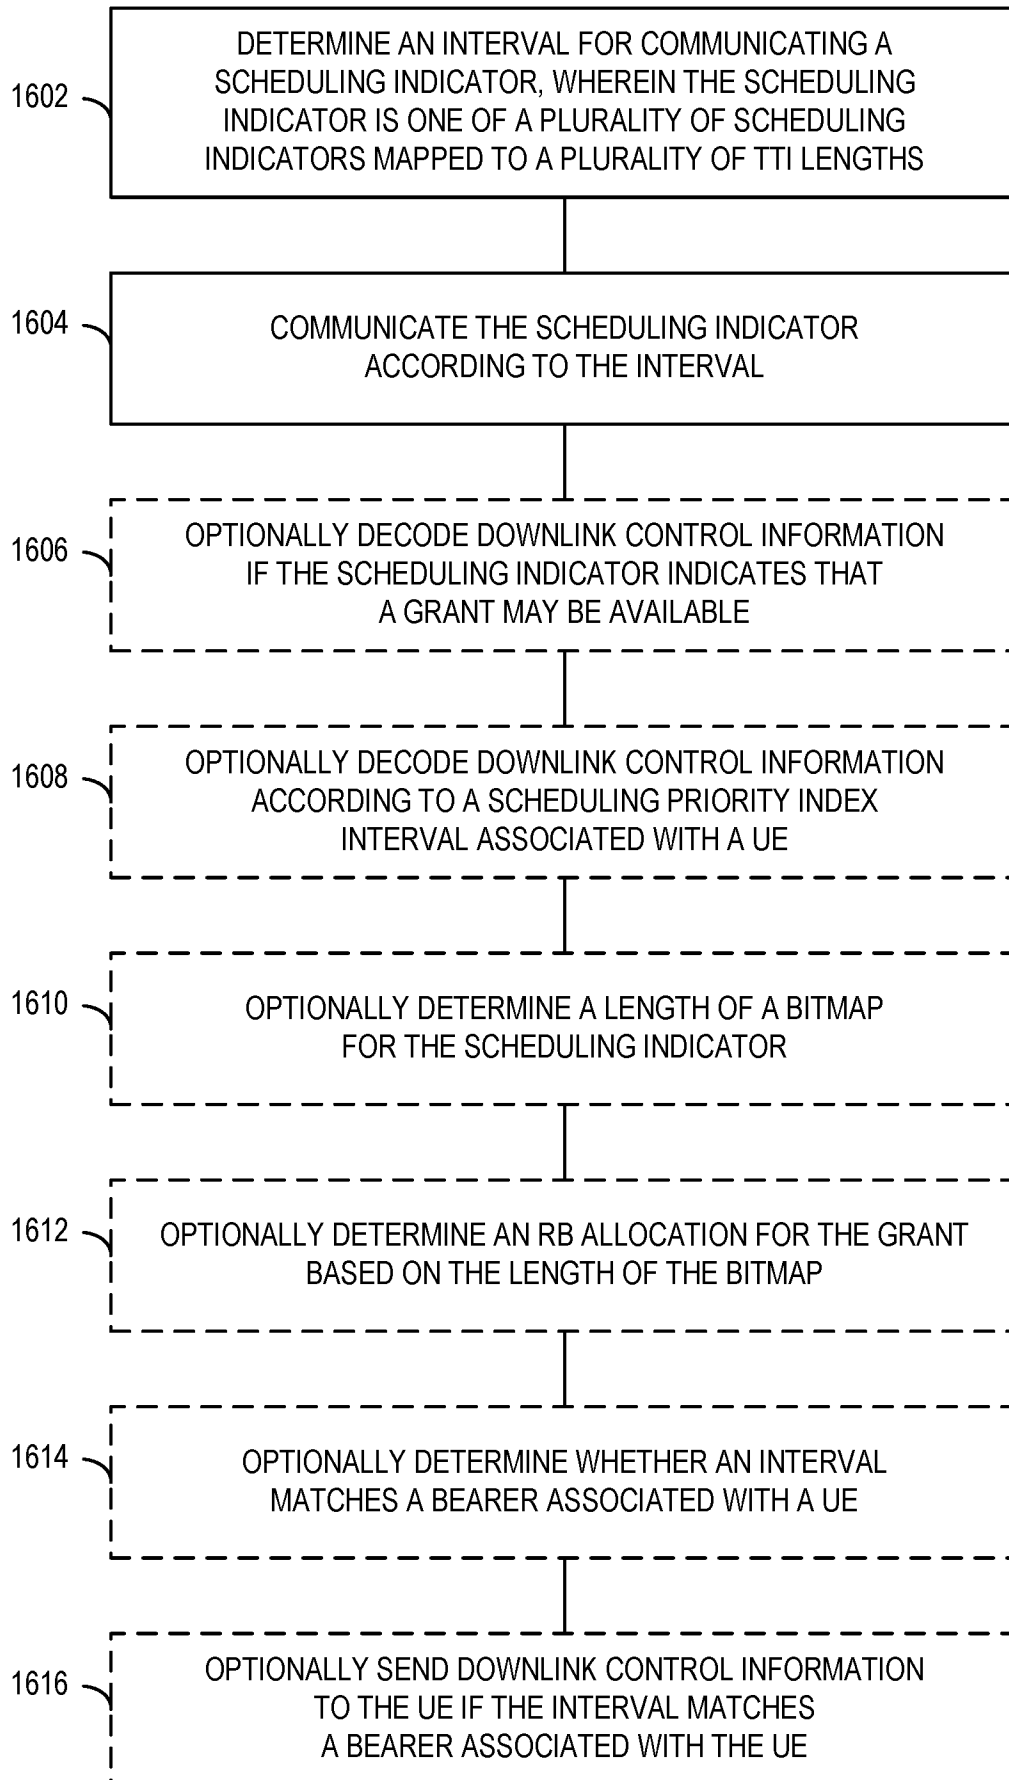 1602
DETERMINE AN INTERVAL FOR COMMUNICATING A
SCHEDULING INDICATOR, WHEREIN THE SCHEDULING
INDICATOR IS ONE OF A PLURALITY OF SCHEDULING
INDICATORS MAPPED TO A PLURALITY OF TTI LENGTHS
1604
COMMUNICATE THE SCHEDULING INDICATOR
ACCORDING TO THE INTERVAL
1606
OPTIONALLY DECODE DOWNLINK CONTROL INFORMATION
IF THE SCHEDULING INDICATOR INDICATES THAT
A GRANT MAY BE AVAILABLE
1608
OPTIONALLY DECODE DOWNLINK CONTROL INFORMATION
ACCORDING TO A SCHEDULING PRIORITY INDEX
INTERVAL ASSOCIATED WITH A UE
1610
OPTIONALLY DETERMINE A LENGTH OF A BITMAP
FOR THE SCHEDULING INDICATOR
1612
OPTIONALLY DETERMINE AN RB ALLOCATION FOR THE GRANT
BASED ON THE LENGTH OF THE BITMAP
1614
OPTIONALLY DETERMINE WHETHER AN INTERVAL
MATCHES A BEARER ASSOCIATED WITH A UE
1616
OPTIONALLY SEND DOWNLINK CONTROL INFORMATION
TO THE UE IF THE INTERVAL MATCHES
A BEARER ASSOCIATED WITH THE UE